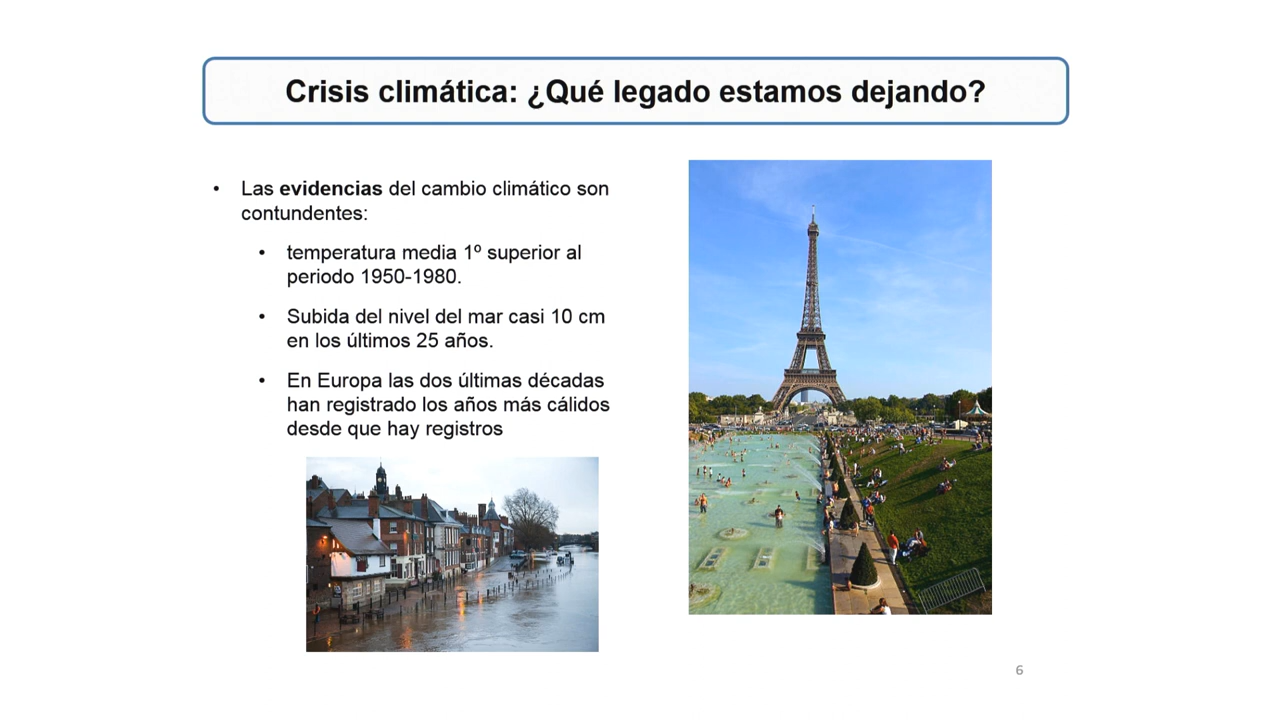 Crisis climática: ¿Qué legado estamos dejando?
• Las evidencias del cambio climático son
contundentes:
• temperatura media 1º superior al
periodo 1950-1980.
• Subida del nivel del mar casi 10 cm
en los últimos 25 años.
• En Europa las dos últimas décadas
han registrado los años más cálidos
desde que hay registros
6